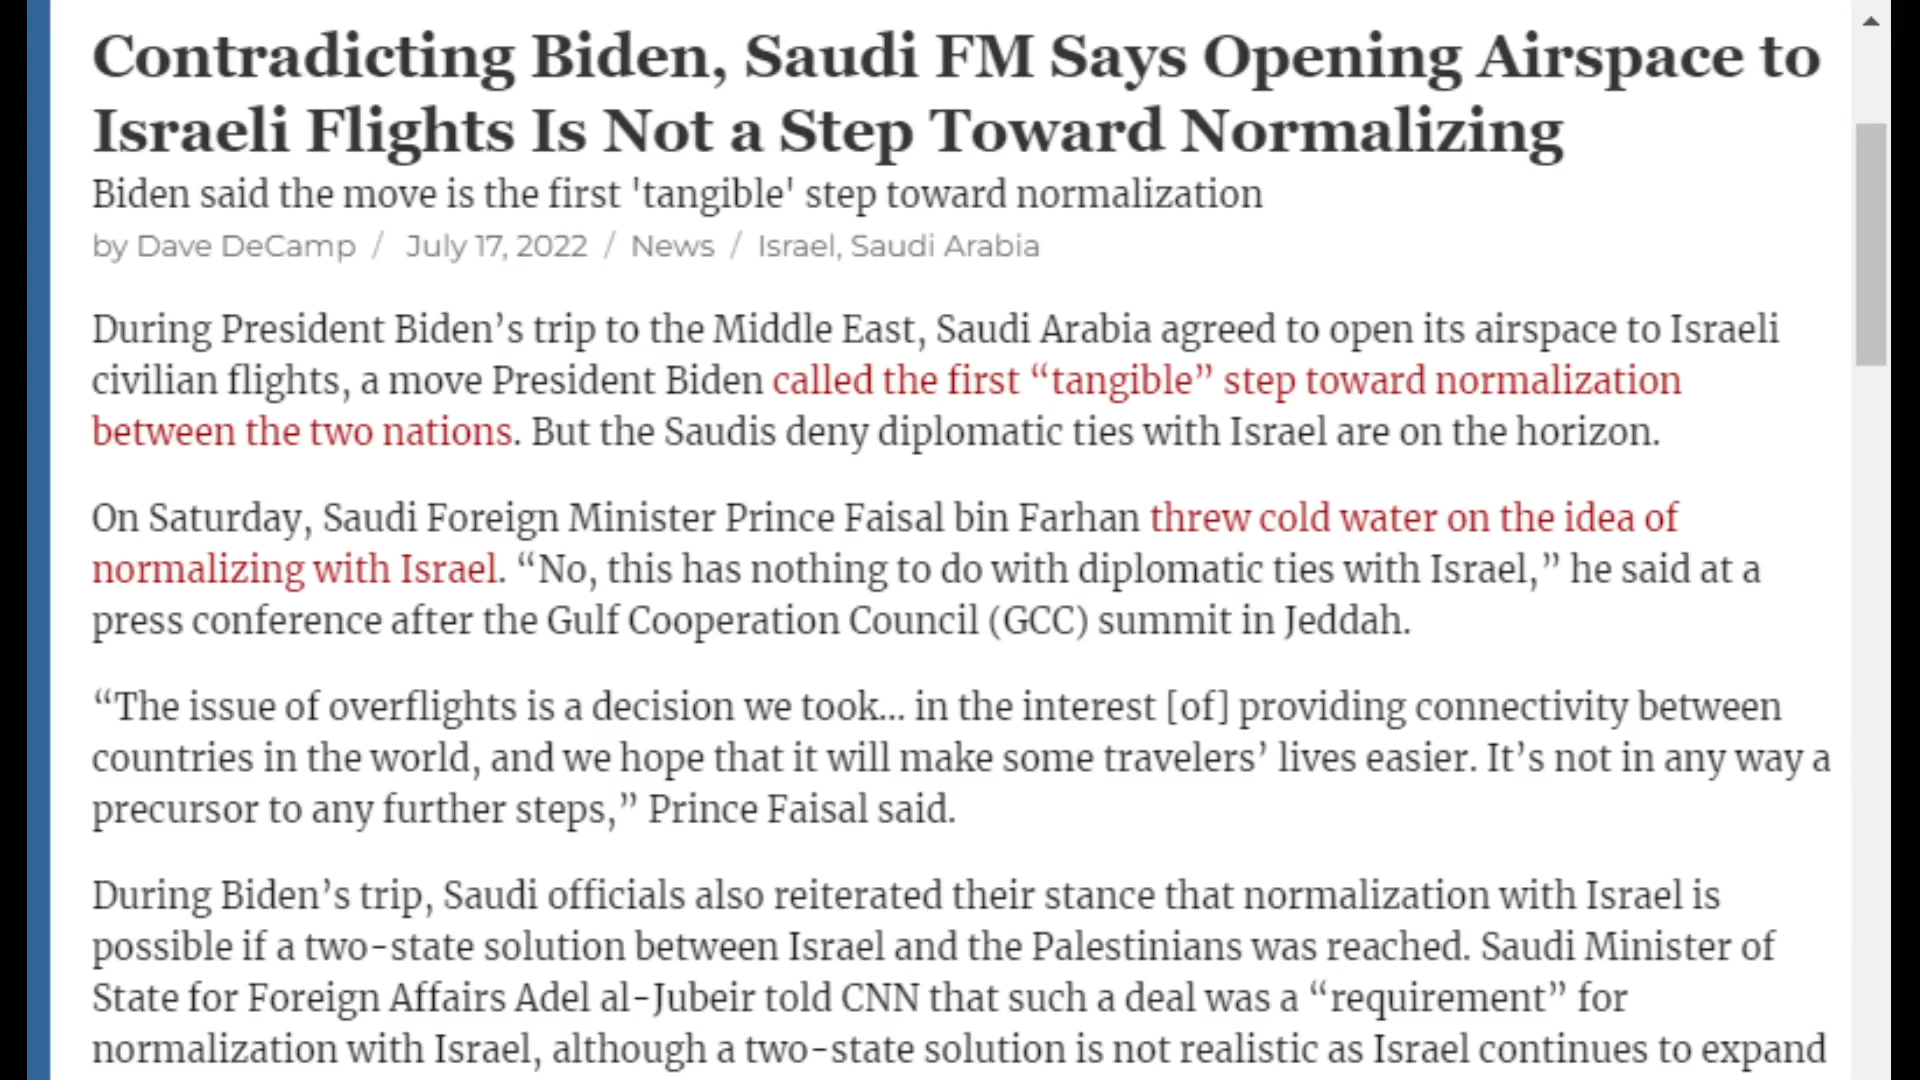 Contradicting Biden, Saudi FM Says Opening Airspace to
Israeli Flights Is Not a Step Toward Normalizing
Biden said the move is the first 'tangible' step toward normalization
by Dave DeCamp / July 17, 2022 / News / Israel, Saudi Arabia
During President Biden’s trip to the Middle East, Saudi Arabia agreed to open its airspace to Israeli
civilian flights, a move President Biden called the first “tangible” step toward normalization
between the two nations. But the Saudis deny diplomatic ties with Israel are on the horizon.
On Saturday, Saudi Foreign Minister Prince Faisal bin Farhan threw cold water on the idea of
normalizing with Israel. “No, this has nothing to do with diplomatic ties with Israel,” he said at a
press conference after the Gulf Cooperation Council (GCC) summit in Jeddah.
“The issue of overflights is a decision we took… in the interest [of] providing connectivity between
countries in the world, and we hope that it will make some travelers’ lives easier. It’s not in any way a
precursor to any further steps,” Prince Faisal said.
During Biden’s trip, Saudi officials also reiterated their stance that normalization with Israel is
possible if a two-state solution between Israel and the Palestinians was reached. Saudi Minister of
State for Foreign Affairs Adel al-Jubeir told CNN that such a deal was a “requirement” for
normalization with Israel, although a two-state solution is not realistic as Israel continues to expand